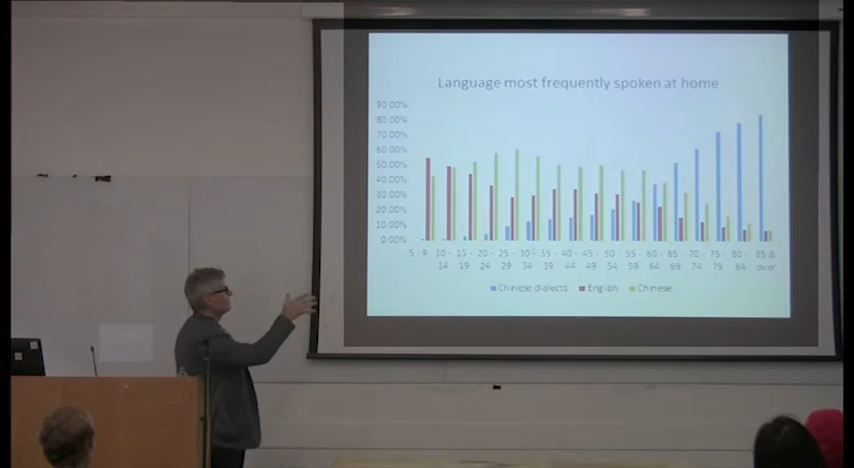 Language most frequently spoken at home
90.00%
80.00%
70.00%
60.00%
50.00%
40.00%
30.00%
20.00%
10.00%
0.00%
5 - 9 10 - 15 - 20 - 25 - 30 - 35 - 40 - 45 - 50 - 55 - 60 - 65 - 70 - 75 - 80 - 85 &
14 19 24 29 34 39 44 49 54 59 64 69 74 79 84 over
Chinese dialects English Chinese